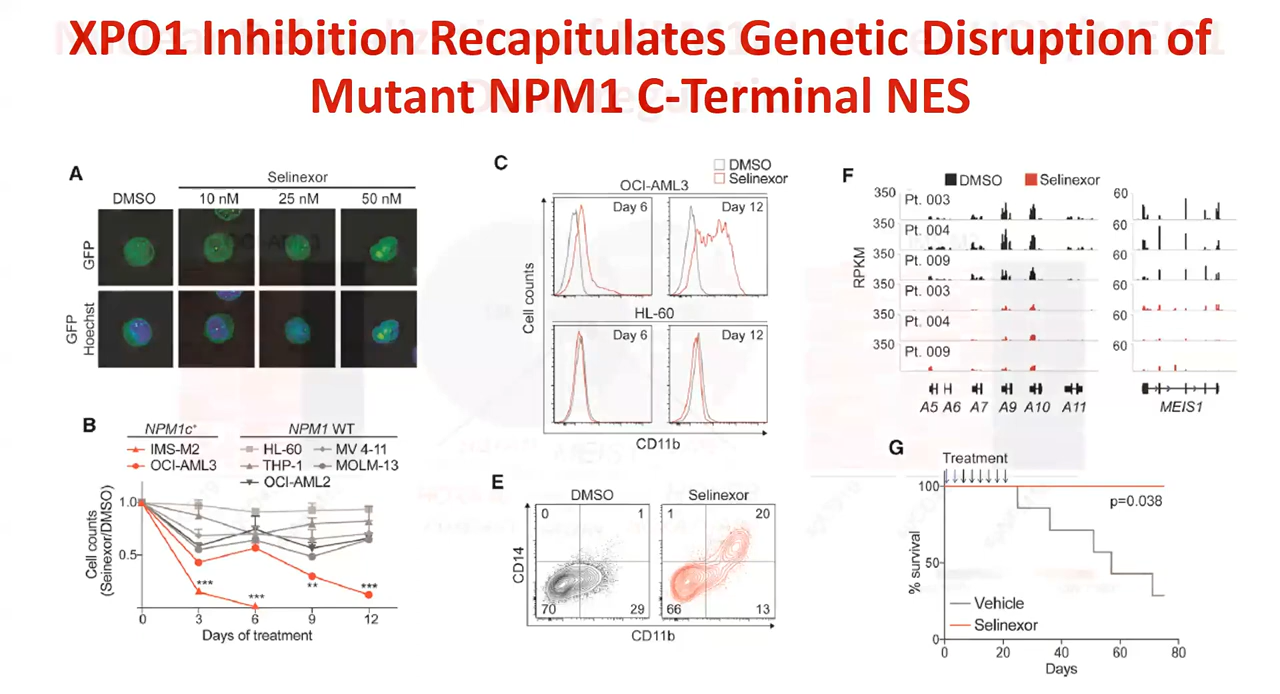 XPO1 Inhibition Recapitulates Genetic Disruption of
Mutant NPM1 C-Terminal NES
A
Selinexor
DMSO 10 nM 25 nM 50 nM
GFP
GFP
Hoechst
B
NPM1c+ NPM1 WT
IMS-M2 HL-60 MV 4-11
OCI-AML3 THP-1 MOLM-13
OCI-AML2
Cell counts
(Seinexor/DMSO)
1.0
0.5
*** *** ** ***
0 3 6 9 12
Days of treatment
C
DMSO
Selinexor
OCI-AML3
Day 6 Day 12
HL-60
Day 6 Day 12
Cell counts
CD11b
E
DMSO Selinexor
0 1 1 20
CD14
70 29 66 13
CD11b
F
DMSO Selinexor
RPKM
350 Pt. 003 60
350 Pt. 004 60
350 Pt. 009 60
350 Pt. 003 60
350 Pt. 004 60
350 Pt. 009 60
A5 A6 A7 A9 A10 A11 MEIS1
G
Treatment
100
p=0.038
% survival
50
Vehicle
Selinexor
0
0 20 40 60 80
Days